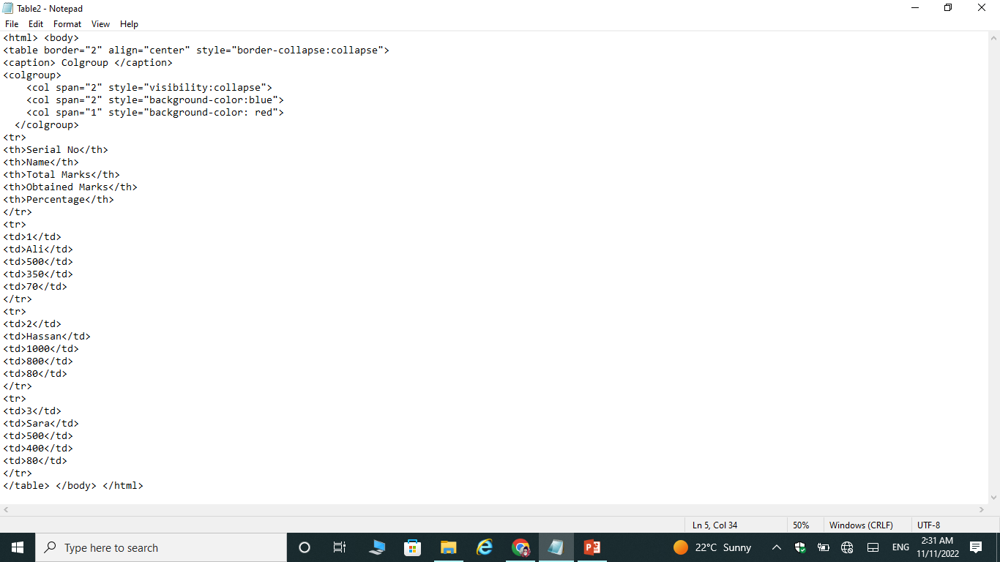 Table2 - Notepad
File Edit Format View Help
<html> <body>
<table border="2" align="center" style="border-collapse:collapse">
<caption> Colgroup </caption>
<colgroup>
    <col span="2" style="visibility:collapse">
    <col span="2" style="background-color:blue">
    <col span="1" style="background-color: red">
  </colgroup>
<tr>
<th>Serial No</th>
<th>Name</th>
<th>Total Marks</th>
<th>Obtained Marks</th>
<th>Percentage</th>
</tr>
<tr>
<td>1</td>
<td>Ali</td>
<td>500</td>
<td>350</td>
<td>70</td>
</tr>
<tr>
<td>2</td>
<td>Hassan</td>
<td>1000</td>
<td>800</td>
<td>80</td>
</tr>
<tr>
<td>3</td>
<td>Sara</td>
<td>500</td>
<td>400</td>
<td>80</td>
</tr>
</table> </body> </html>
Ln 5, Col 34 50% Windows (CRLF) UTF-8
Type here to search 22°C Sunny ENG 2:31 AM
11/11/2022